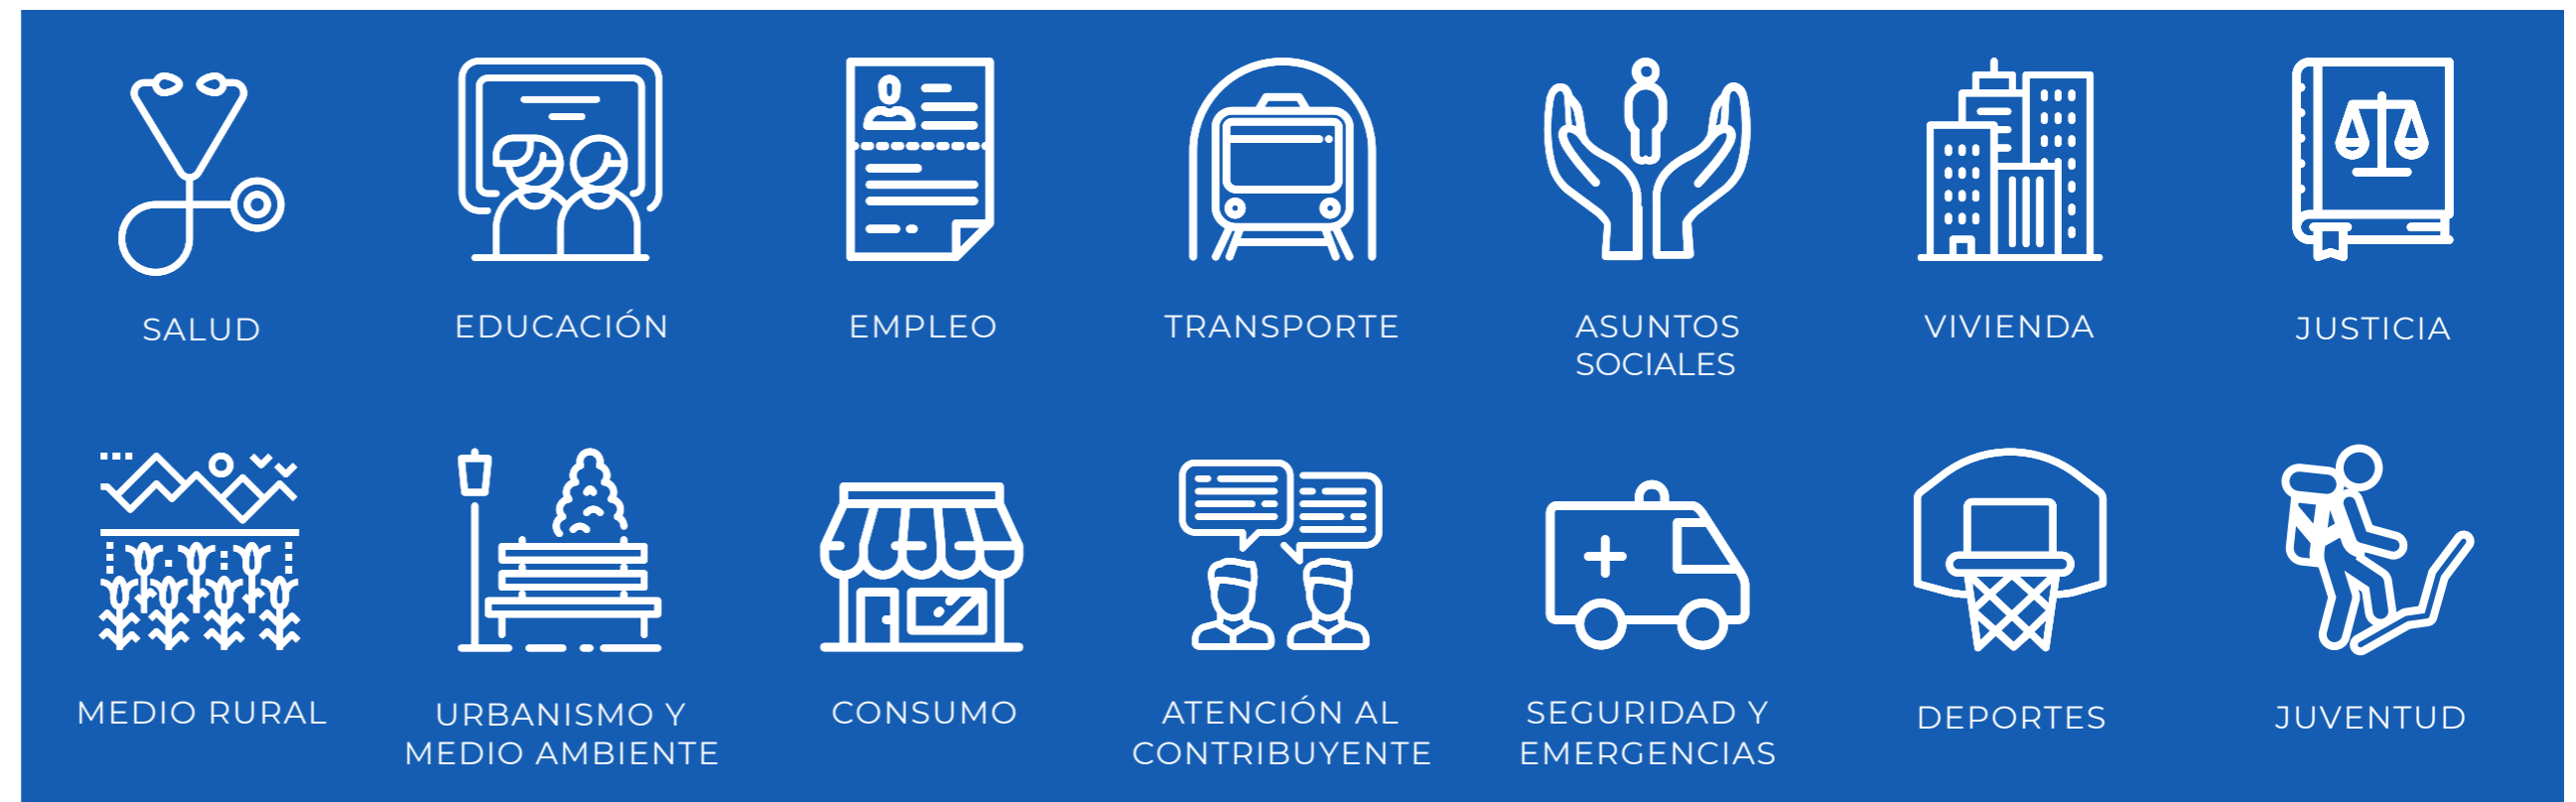 SALUD
EDUCACIÓN
EMPLEO
TRANSPORTE
ASUNTOS
SOCIALES
VIVIENDA
JUSTICIA
MEDIO RURAL
URBANISMO Y
MEDIO AMBIENTE
CONSUMO
ATENCIÓN AL
CONTRIBUYENTE
SEGURIDAD Y
EMERGENCIAS
DEPORTES
JUVENTUD